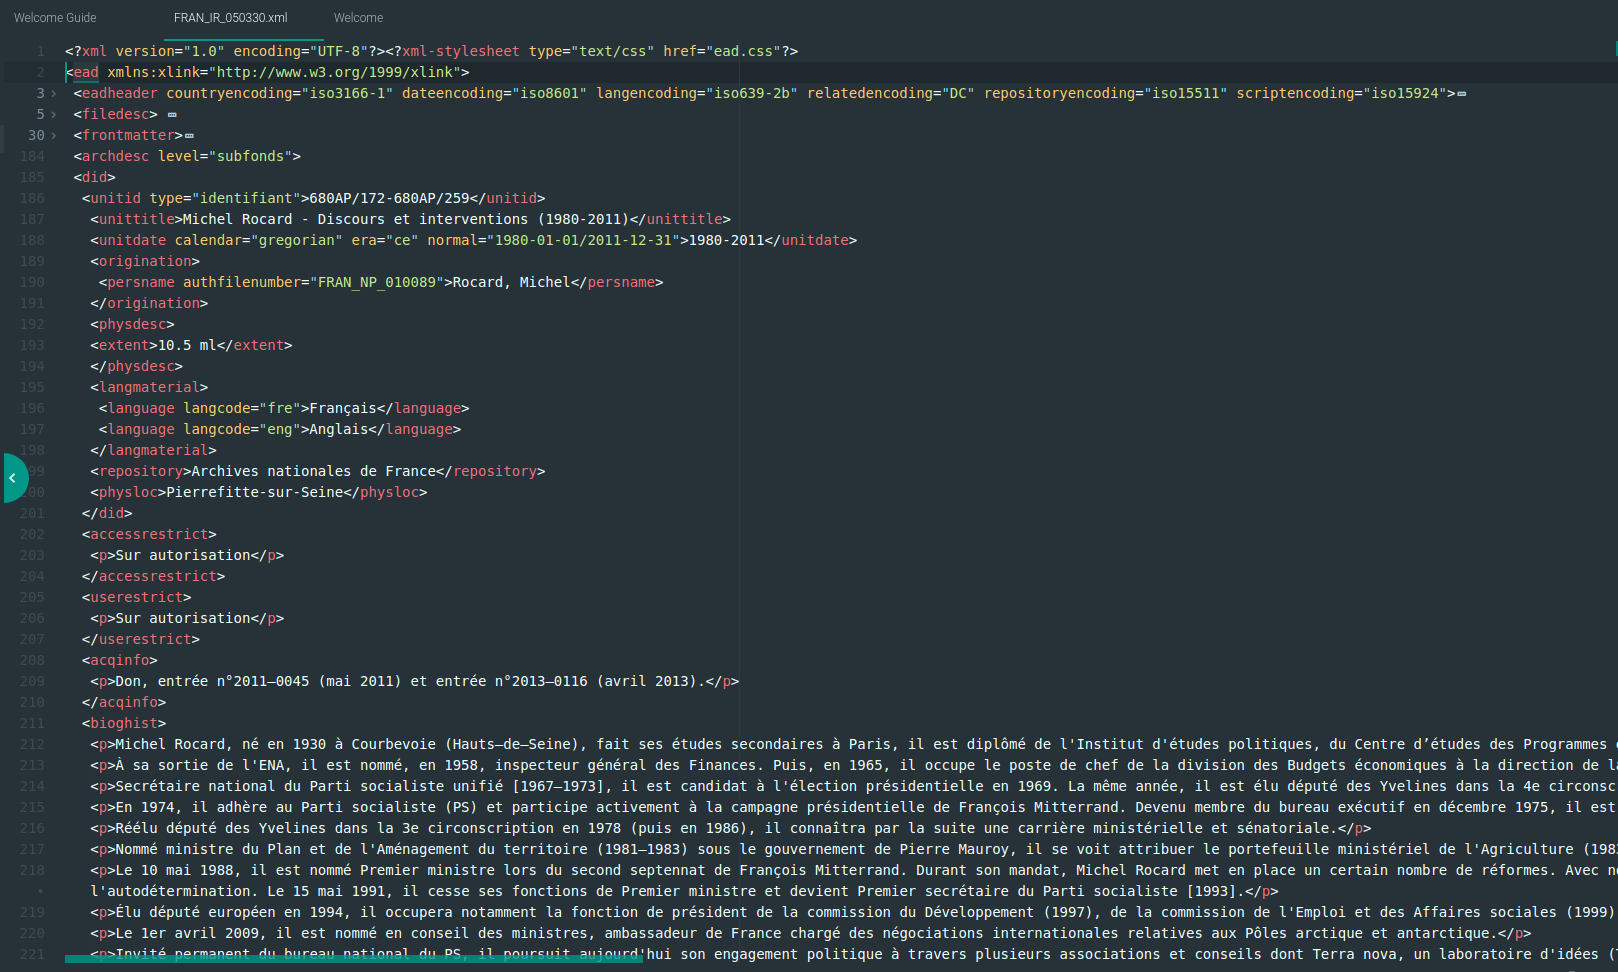 Welcome Guide FRAN_IR_050330.xml Welcome
1 <?xml version="1.0" encoding="UTF-8"?><?xml-stylesheet type="text/css" href="ead.css"?>
2 <ead xmlns:xlink="http://www.w3.org/1999/xlink">
3 <eadheader countryencoding="iso3166-1" dateencoding="iso8601" langencoding="iso639-2b" relatedencoding="DC" repositoryencoding="iso15511" scriptencoding="iso15924">
5 <filedesc>
30 <frontmatter>
184 <archdesc level="subfonds">
185 <did>
186 <unitid type="identifiant">680AP/172-680AP/259</unitid>
187 <unittitle>Michel Rocard - Discours et interventions (1980-2011)</unittitle>
188 <unitdate calendar="gregorian" era="ce" normal="1980-01-01/2011-12-31">1980-2011</unitdate>
189 <origination>
190 <persname authfilenumber="FRAN_NP_010089">Rocard, Michel</persname>
191 </origination>
192 <physdesc>
193 <extent>10.5 ml</extent>
194 </physdesc>
195 <langmaterial>
196 <language langcode="fre">Français</language>
197 <language langcode="eng">Anglais</language>
198 </langmaterial>
99 <repository>Archives nationales de France</repository>
00 <physloc>Pierrefitte-sur-Seine</physloc>
201 </did>
202 <accessrestrict>
203 <p>Sur autorisation</p>
204 </accessrestrict>
205 <userestrict>
206 <p>Sur autorisation</p>
207 </userestrict>
208 <acqinfo>
209 <p>Don, entrée n°2011–0045 (mai 2011) et entrée n°2013–0116 (avril 2013).</p>
210 </acqinfo>
211 <bioghist>
212 <p>Michel Rocard, né en 1930 à Courbevoie (Hauts–de–Seine), fait ses études secondaires à Paris, il est diplômé de l'Institut d'études politiques, du Centre d’études des Programmes
213 <p>À sa sortie de l'ENA, il est nommé, en 1958, inspecteur général des Finances. Puis, en 1965, il occupe le poste de chef de la division des Budgets économiques à la direction de
214 <p>Secrétaire national du Parti socialiste unifié [1967–1973], il est candidat à l'élection présidentielle en 1969. La même année, il est élu député des Yvelines dans la 4e circonsc
215 <p>En 1974, il adhère au Parti socialiste (PS) et participe activement à la campagne présidentielle de François Mitterrand. Devenu membre du bureau exécutif en décembre 1975, il est
216 <p>Réélu député des Yvelines dans la 3e circonscription en 1978 (puis en 1986), il connaîtra par la suite une carrière ministérielle et sénatoriale.</p>
217 <p>Nommé ministre du Plan et de l'Aménagement du territoire (1981–1983) sous le gouvernement de Pierre Mauroy, il se voit attribuer le portefeuille ministériel de l'Agriculture (198
218 <p>Le 10 mai 1988, il est nommé Premier ministre lors du second septennat de François Mitterrand. Durant son mandat, Michel Rocard met en place un certain nombre de réformes. Avec
l'autodétermination. Le 15 mai 1991, il cesse ses fonctions de Premier ministre et devient Premier secrétaire du Parti socialiste [1993].</p>
219 <p>Élu député européen en 1994, il occupera notamment la fonction de président de la commission du Développement (1997), de la commission de l'Emploi et des Affaires sociales (1999)
220 <p>Le 1er avril 2009, il est nommé en conseil des ministres, ambassadeur de France chargé des négociations internationales relatives aux Pôles arctique et antarctique.</p>
221 <p>Invité permanent du bureau national du PS, il poursuit aujourd'hui son engagement politique à travers plusieurs associations et conseils dont Terra nova, un laboratoire d'idées (